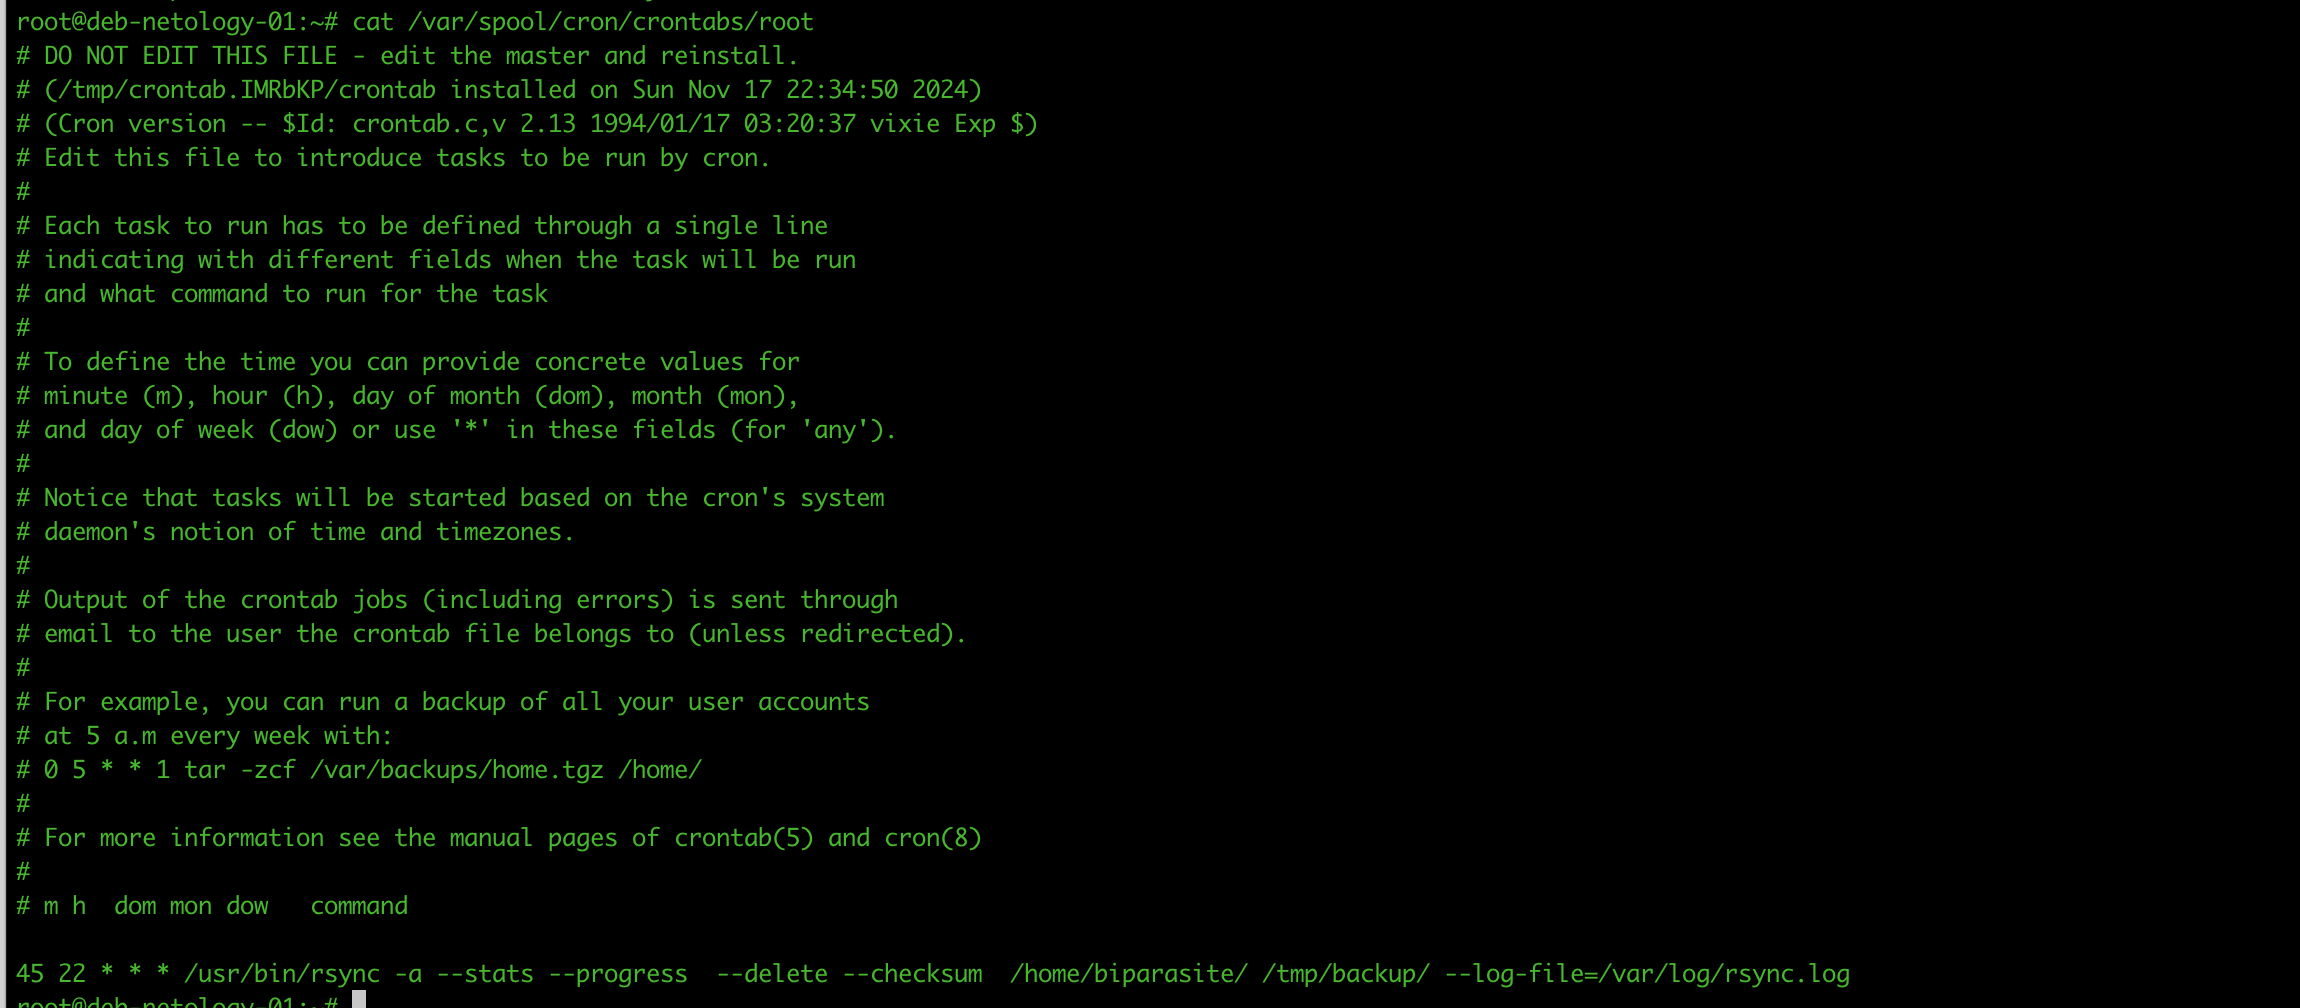 root@deb-netology-01:~# cat /var/spool/cron/crontabs/root
# DO NOT EDIT THIS FILE - edit the master and reinstall.
# (/tmp/crontab.IMRbKP/crontab installed on Sun Nov 17 22:34:50 2024)
# (Cron version -- $Id: crontab.c,v 2.13 1994/01/17 03:20:37 vixie Exp $)
# Edit this file to introduce tasks to be run by cron.
#
# Each task to run has to be defined through a single line
# indicating with different fields when the task will be run
# and what command to run for the task
#
# To define the time you can provide concrete values for
# minute (m), hour (h), day of month (dom), month (mon),
# and day of week (dow) or use '*' in these fields (for 'any').
#
# Notice that tasks will be started based on the cron's system
# daemon's notion of time and timezones.
#
# Output of the crontab jobs (including errors) is sent through
# email to the user the crontab file belongs to (unless redirected).
#
# For example, you can run a backup of all your user accounts
# at 5 a.m every week with:
# 0 5 * * 1 tar -zcf /var/backups/home.tgz /home/
#
# For more information see the manual pages of crontab(5) and cron(8)
#
# m h  dom mon dow   command

45 22 * * * /usr/bin/rsync -a --stats --progress  --delete --checksum  /home/biparasite/ /tmp/backup/ --log-file=/var/log/rsync.log
root@deb-netology-01:~#